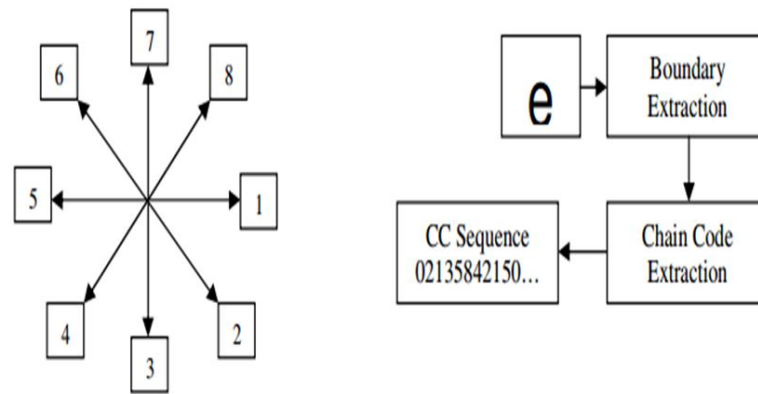 7
6
8
5
1
4
2
3
e
Boundary
Extraction
CC Sequence
02135842150...
Chain Code
Extraction